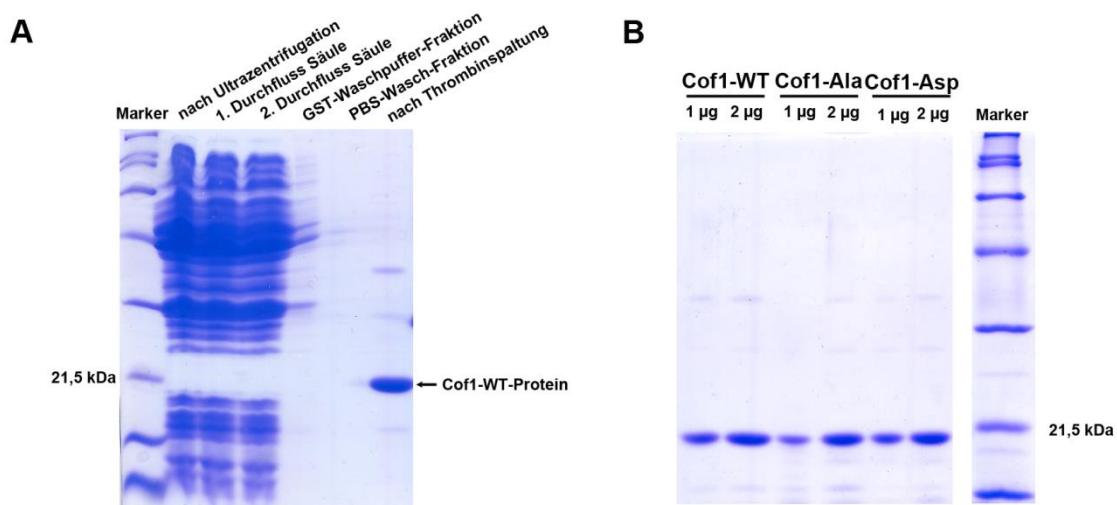 A
Marker
nach Ultrazentrifugation
1. Durchfluss Säule
2. Durchfluss Säule
GST-Waschpuffer-Fraktion
PBS-Wasch-Fraktion
nach Thrombinspaltung
21,5 kDa
Cof1-WT-Protein
B
Cof1-WT Cof1-Ala Cof1-Asp
1 µg 2 µg 1 µg 2 µg 1 µg 2 µg Marker
21,5 kDa